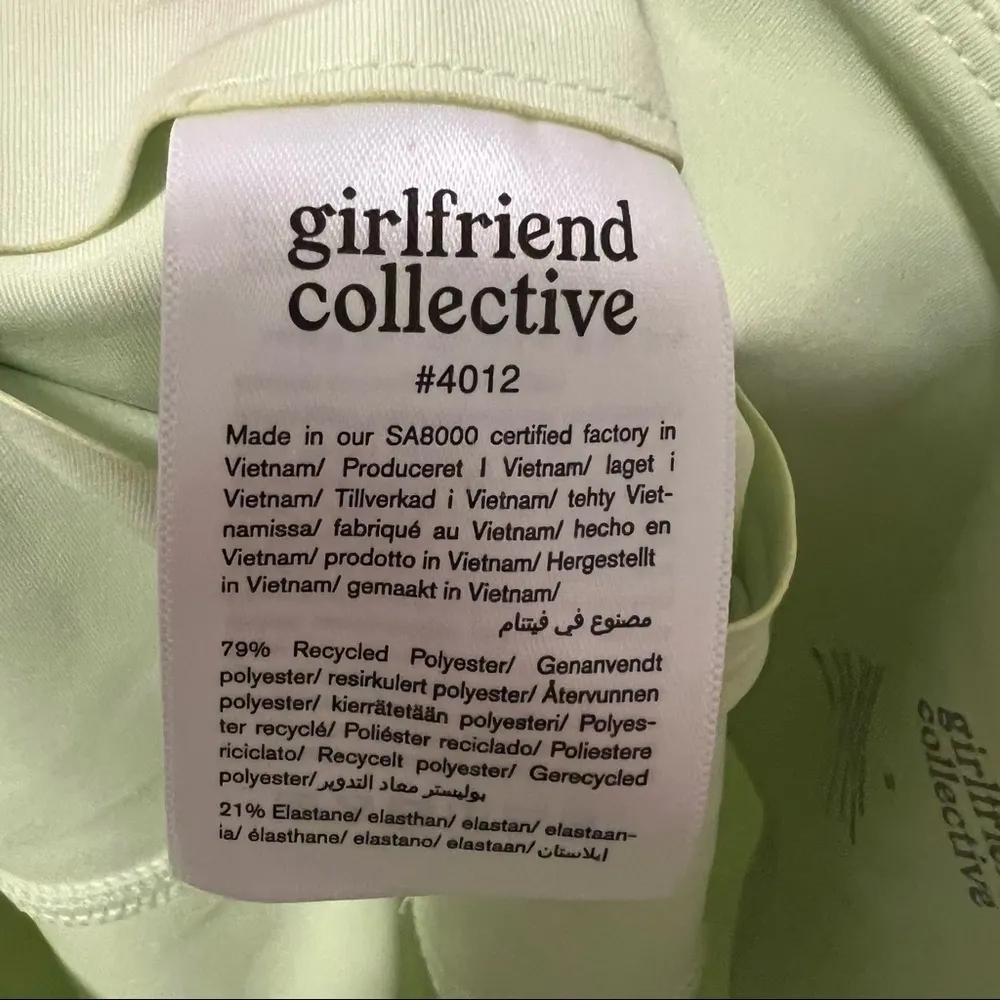 girlfriend
collective
#4012
Made in our SA8000 certified factory in
Vietnam/ Produceret I Vietnam/ laget i
Vietnam/ Tillverkad i Vietnam/ tehty Viet-
namissa/ fabriqué au Vietnam/ hecho en
Vietnam/ prodotto in Vietnam/ Hergestellt
in Vietnam/ gemaakt in Vietnam/
مصنوع في فيتنام
79% Recycled Polyester/ Genanvendt
polyester/ resirkulert polyester/ Återvunnen
polyester/ kierrätetään polyesteri/ Polyes-
ter recyclé/ Poliéster reciclado/ Poliestere
riciclato/ Recycelt polyester/ Gerecycled
polyester/ بوليستر معاد التدوير
21% Elastane/ elasthan/ elastan/ elastaan-
ia/ élasthane/ elastano/ elastaan/ ايلاستان
collective